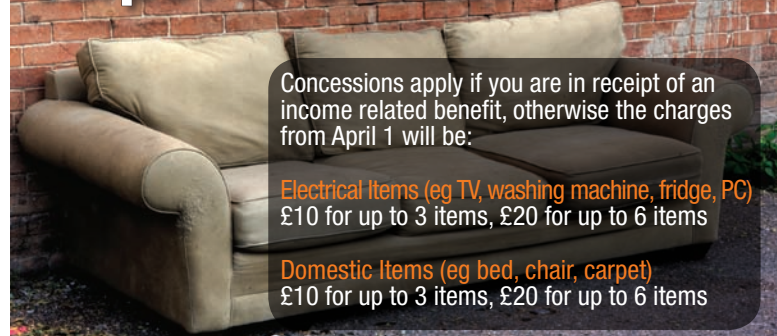 Concessions apply if you are in receipt of an
income related benefit, otherwise the charges
from April 1 will be:
Electrical Items (eg TV, washing machine, fridge, PC)
£10 for up to 3 items, £20 for up to 6 items
Domestic Items (eg bed, chair, carpet)
£10 for up to 3 items, £20 for up to 6 items